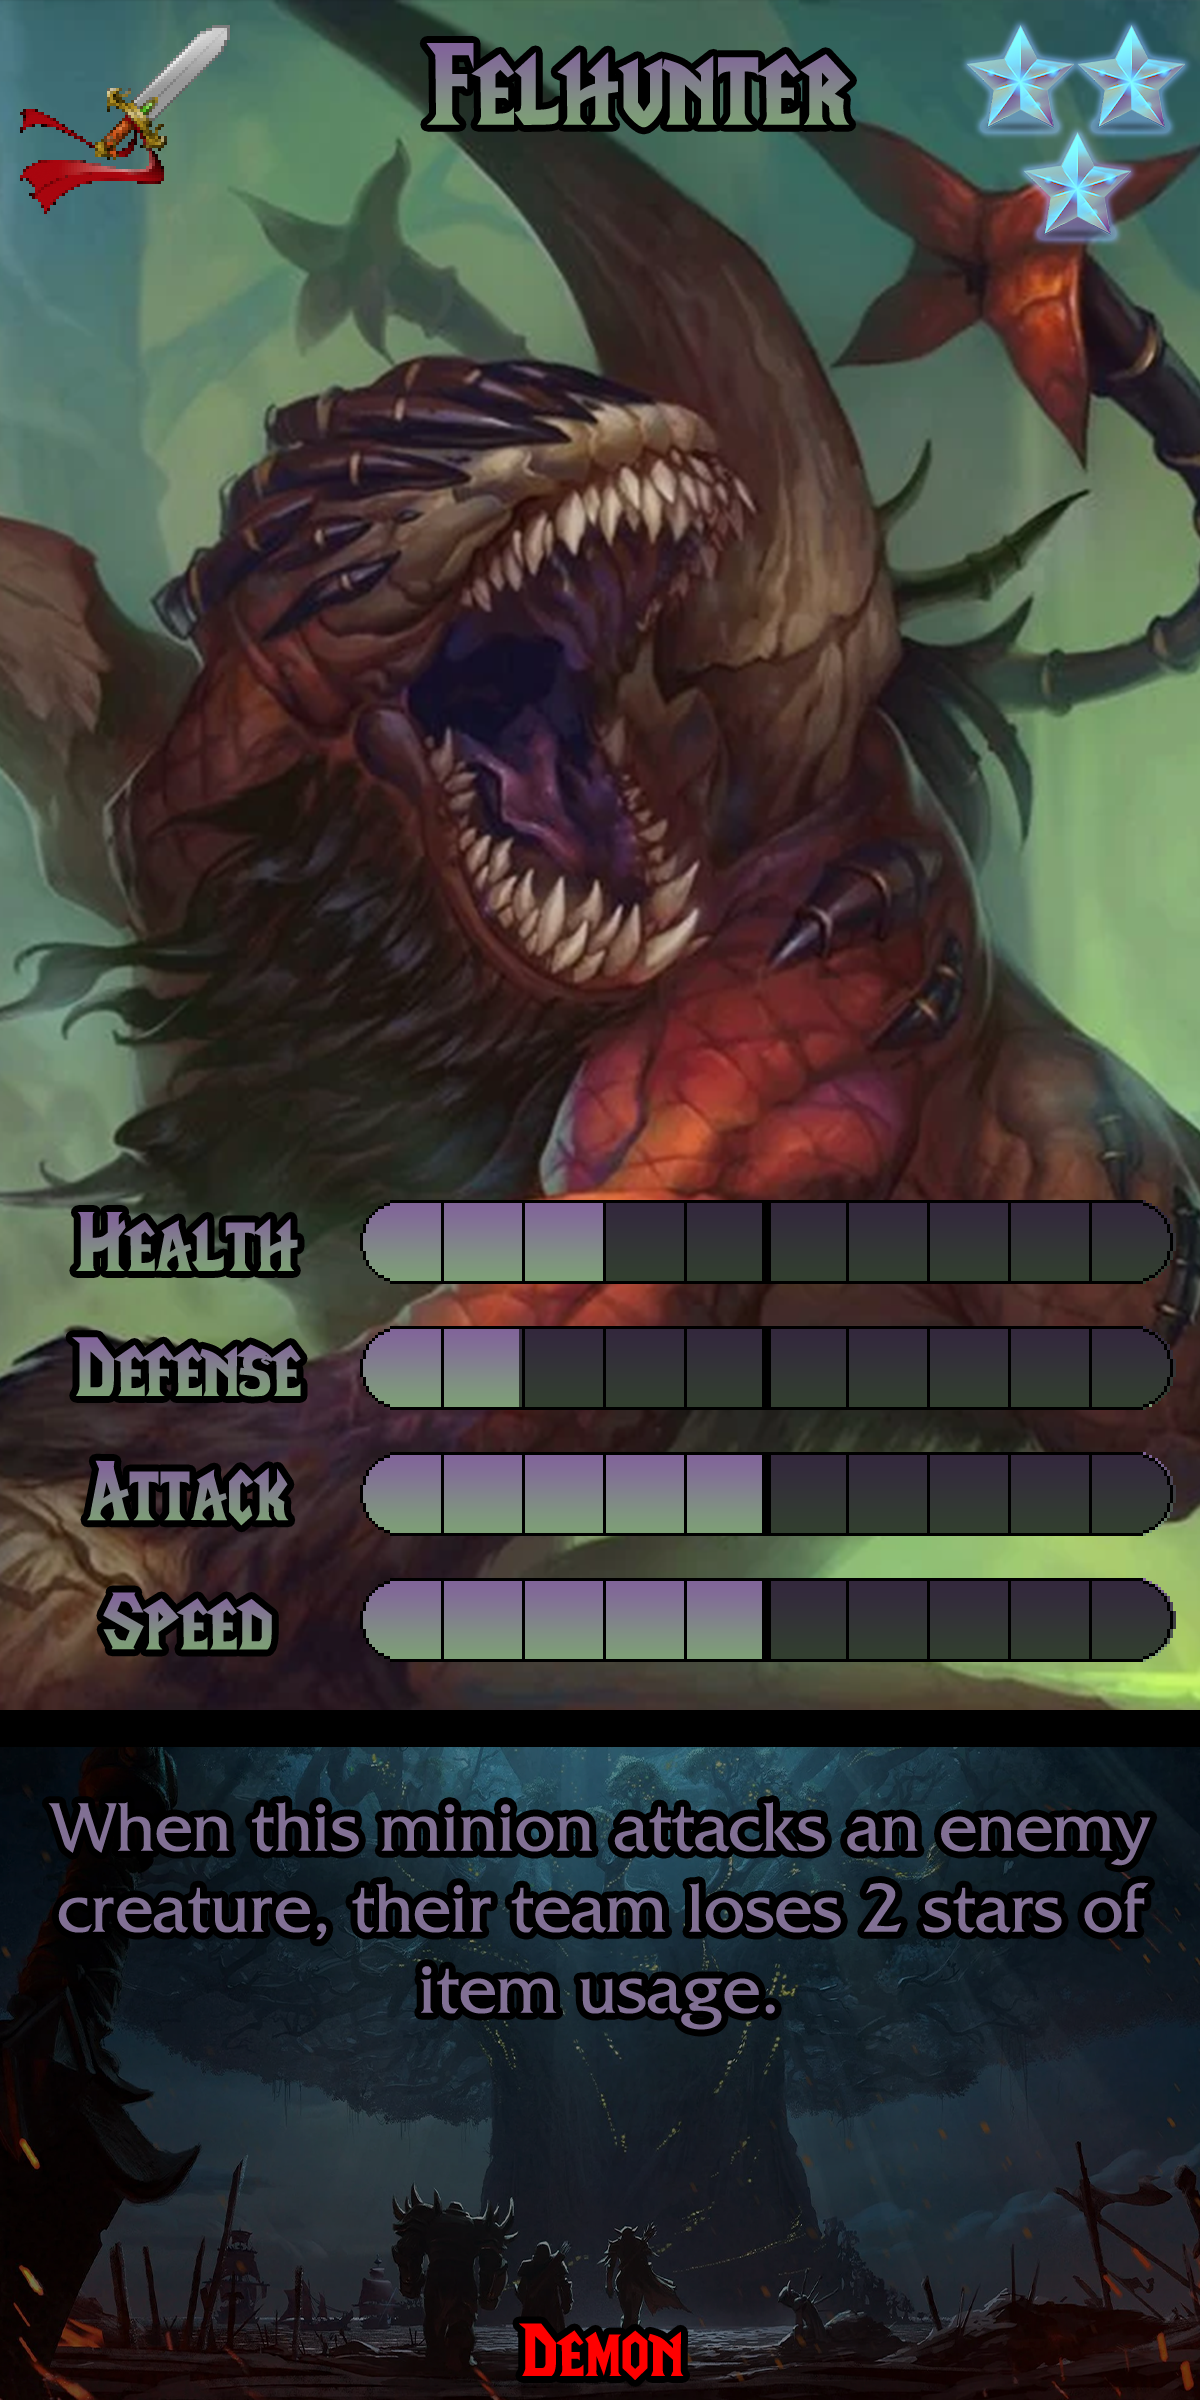 Felhunter
Health
Defense
Attack
Speed
When this minion attacks an enemy
creature, their team loses 2 stars of
item usage.
Demon